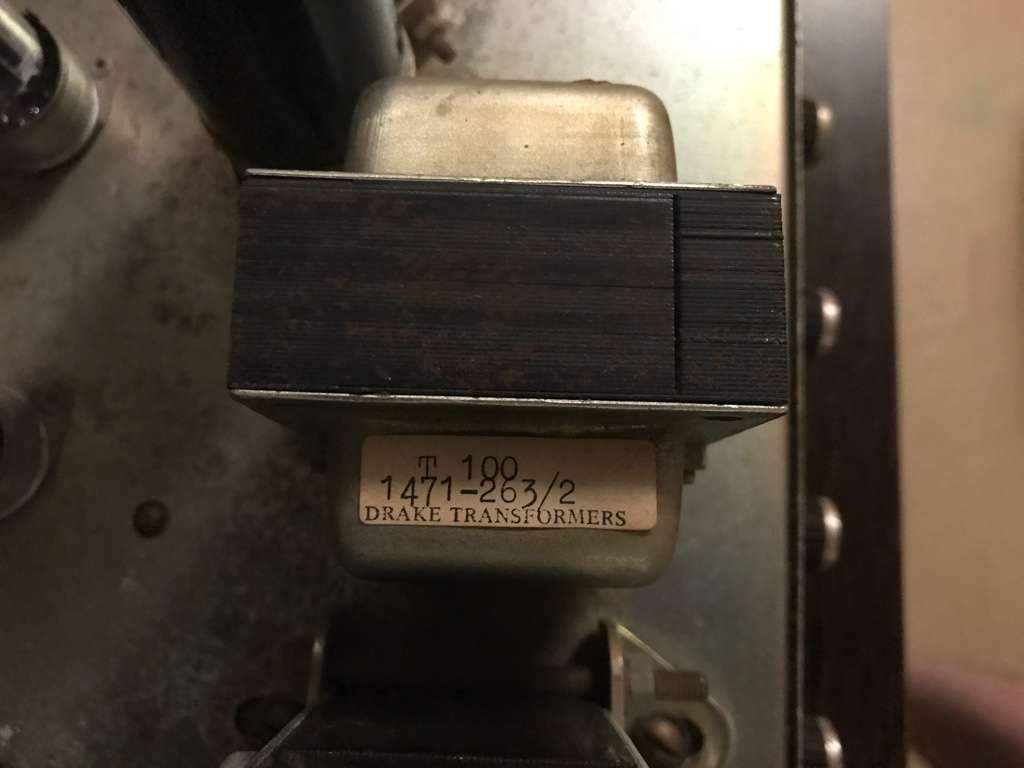 T 100
1471-263/2
DRAKE TRANSFORMERS